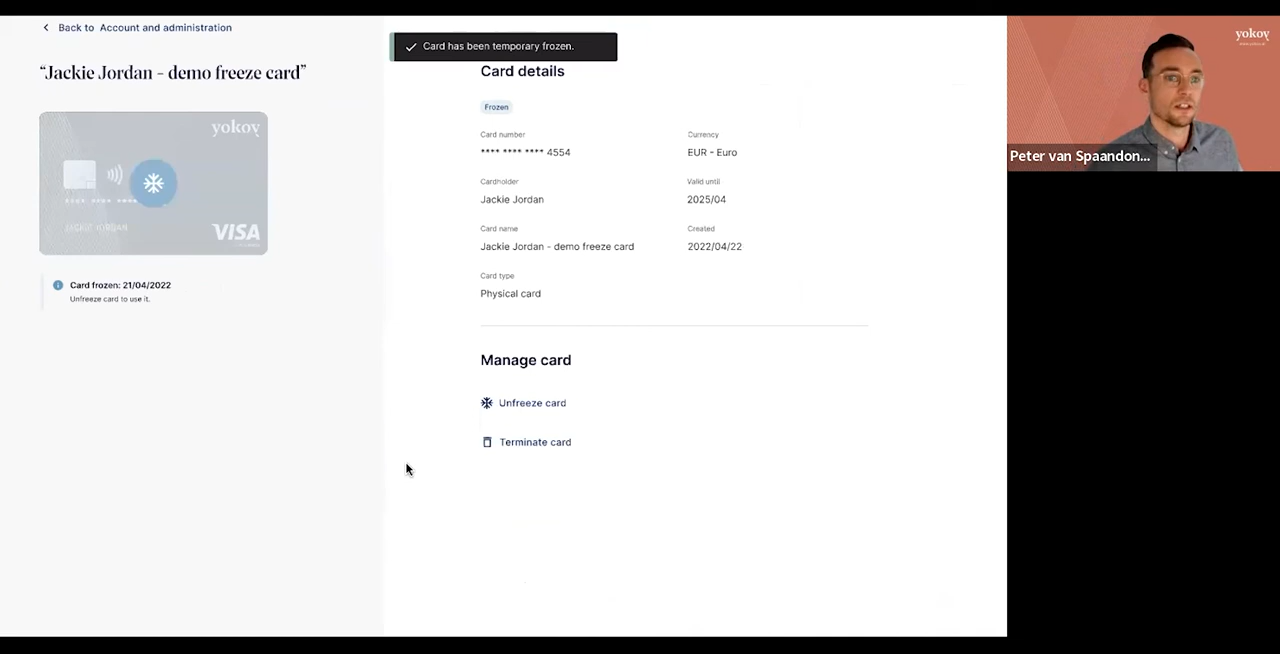 Back to Account and administration
“Jackie Jordan - demo freeze card”
yokoy
**** **** ****
JACKIE JORDAN
VISA
Card frozen: 21/04/2022
Unfreeze card to use it.
Card has been temporary frozen.
Card details
Frozen
Card number
**** **** **** 4554
Currency
EUR - Euro
Cardholder
Jackie Jordan
Valid until
2025/04
Card name
Jackie Jordan - demo freeze card
Created
2022/04/22
Card type
Physical card
Manage card
Unfreeze card
Terminate card
yokoy
Peter van Spaandon...